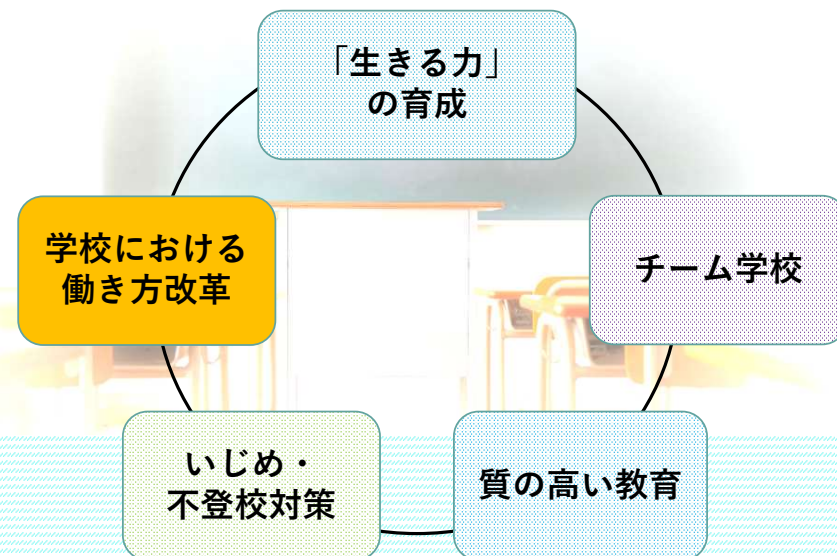 「生きる力」
の育成
チーム学校
質の高い教育
いじめ・
不登校対策
学校における
働き方改革